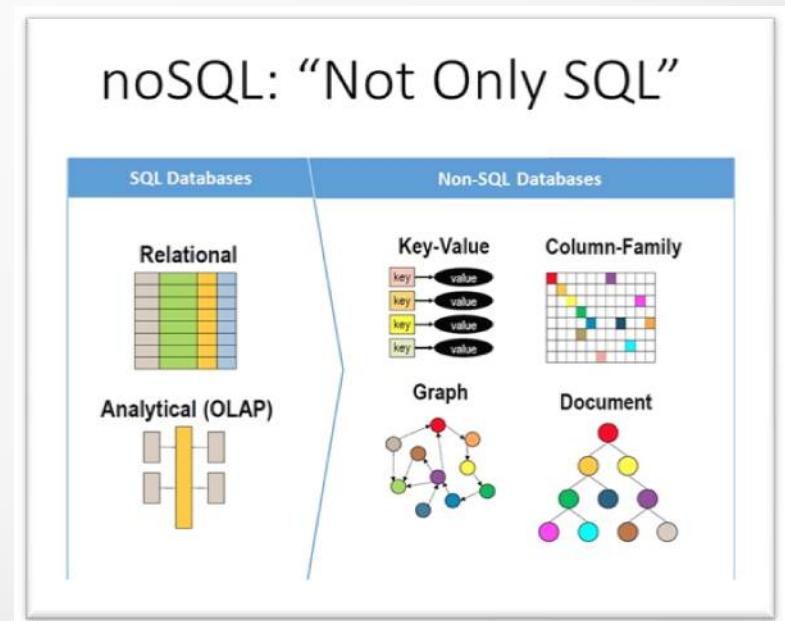 noSQL: “Not Only SQL”
SQL Databases
Non-SQL Databases
Relational
Analytical (OLAP)
Key-Value
key value
key value
key value
key value
Column-Family
Graph
Document